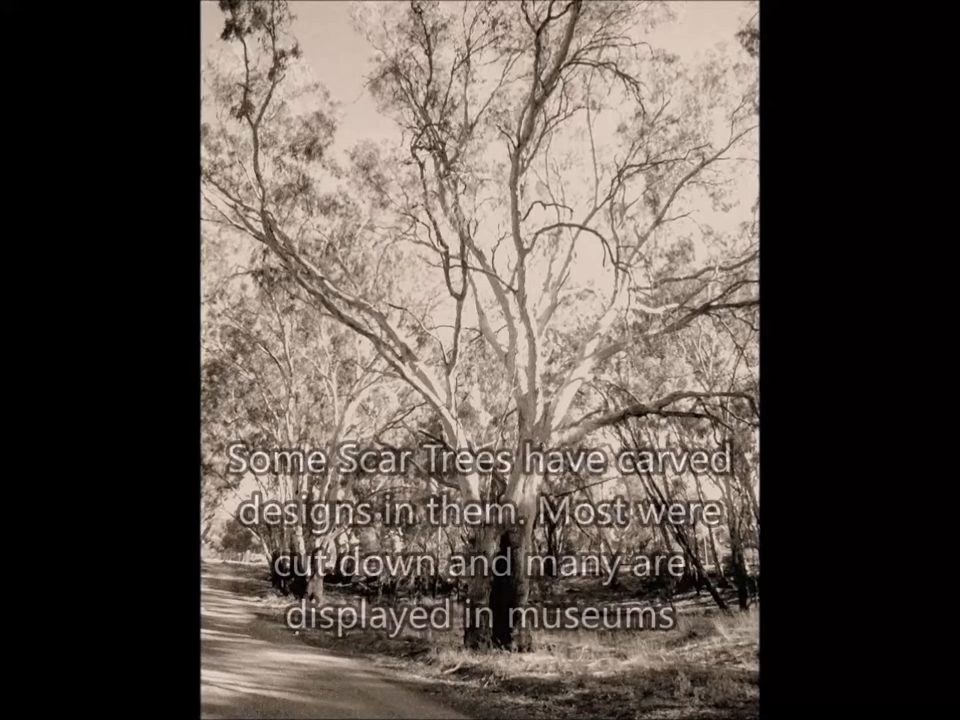 Some Scar Trees have carved
designs in them. Most were
cut down and many are
displayed in museums